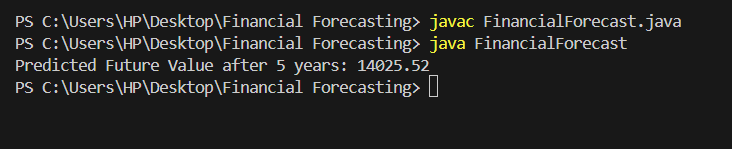 PS C:\Users\HP\Desktop\Financial Forecasting> javac FinancialForecast.java
PS C:\Users\HP\Desktop\Financial Forecasting> java FinancialForecast
Predicted Future Value after 5 years: 14025.52
PS C:\Users\HP\Desktop\Financial Forecasting>